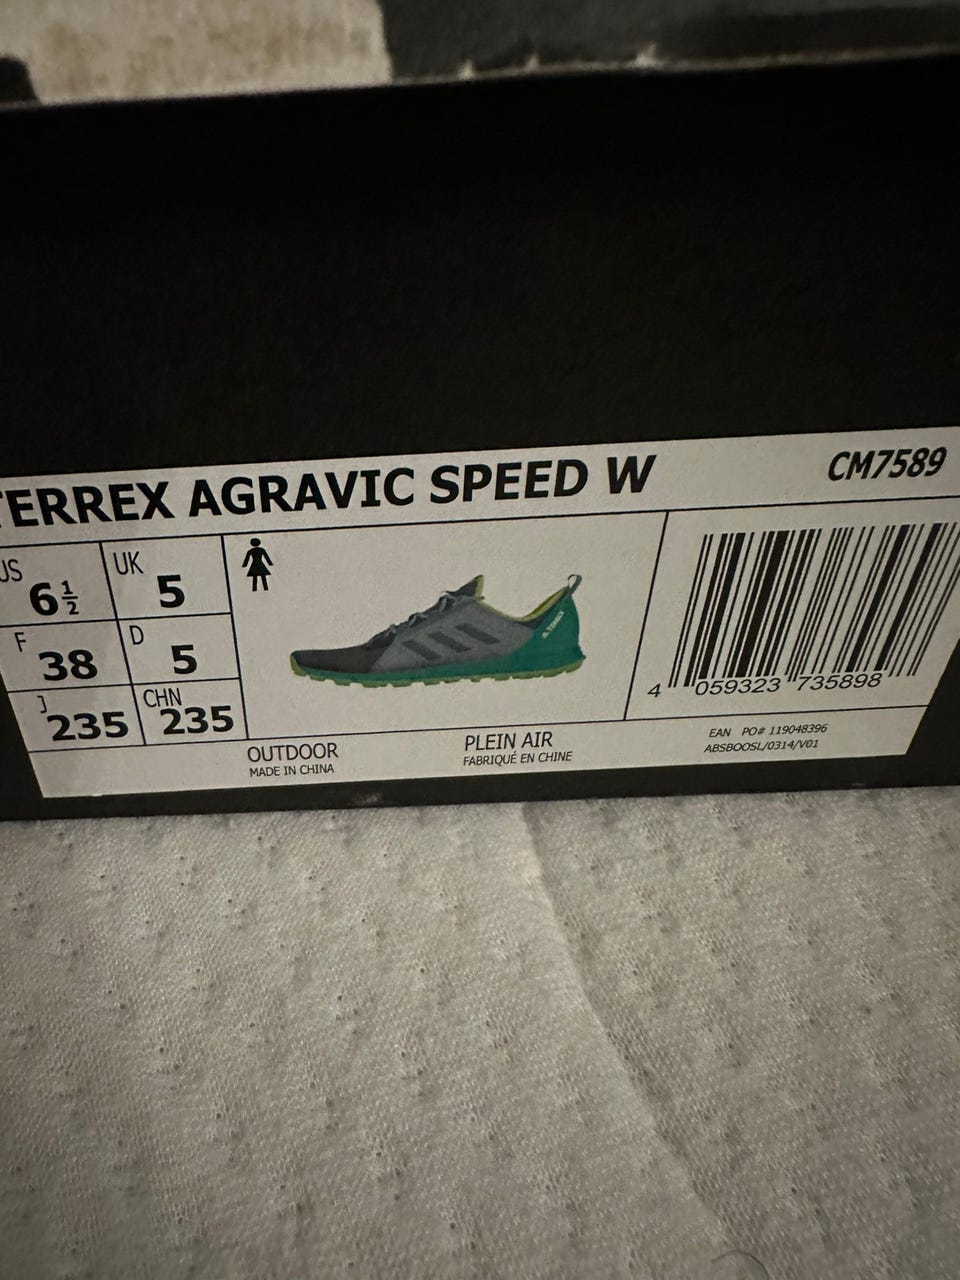 TERREX AGRAVIC SPEED W
CM7589
US 6½
UK 5
F 38
D 5
J 235
CHN 235
TERREX
4 059323 735898
OUTDOOR
MADE IN CHINA
PLEIN AIR
FABRIQUÉ EN CHINE
EAN PO# 119048396
ABSBOOSL/0314/V01